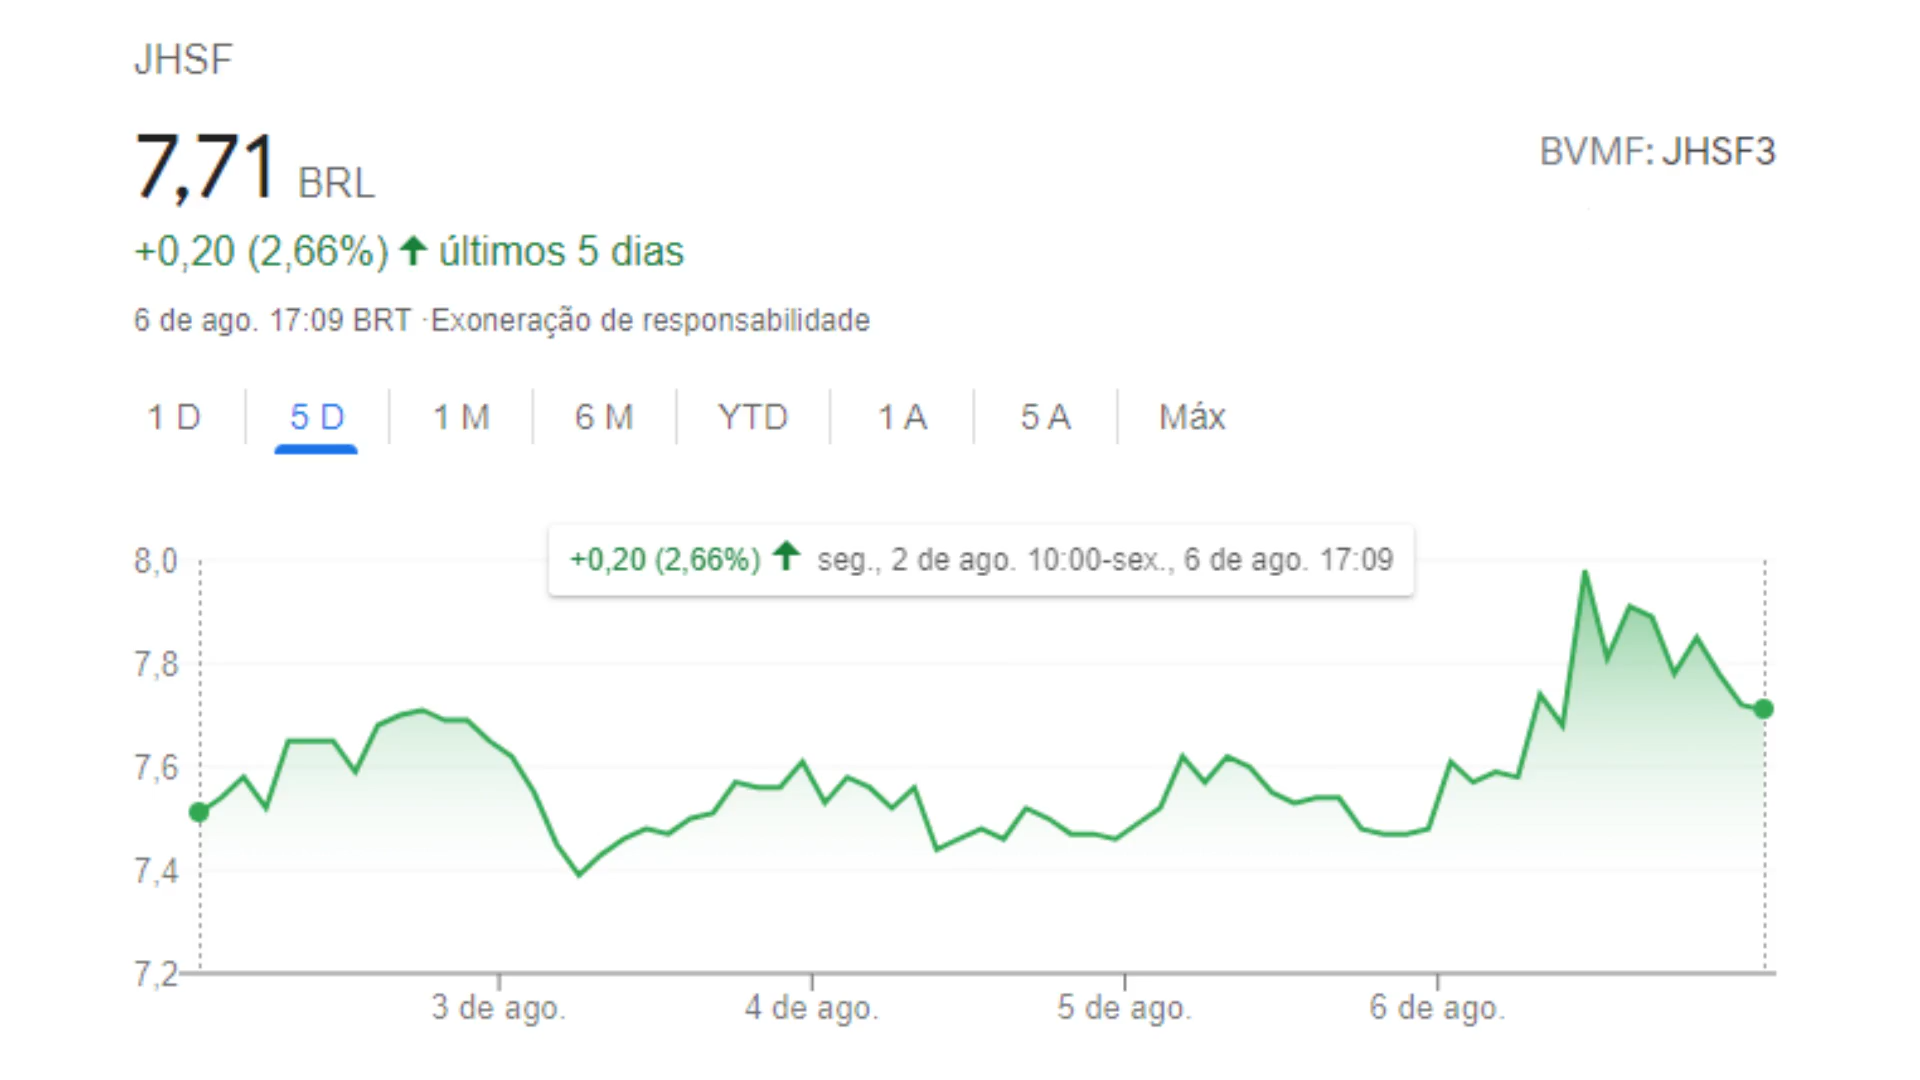 JHSF
7,71 BRL
BVMF: JHSF3
+0,20 (2,66%) ↑ últimos 5 dias
6 de ago. 17:09 BRT ·Exoneração de responsabilidade
1 D 5 D 1 M 6 M YTD 1 A 5 A Máx
+0,20 (2,66%) ↑ seg., 2 de ago. 10:00-sex., 6 de ago. 17:09
8,0
7,8
7,6
7,4
7,2
3 de ago. 4 de ago. 5 de ago. 6 de ago.